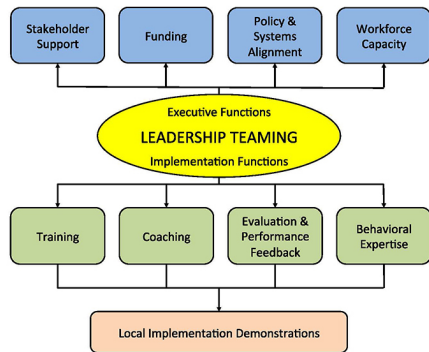 Stakeholder
Support
Funding
Policy &
Systems
Alignment
Workforce
Capacity
Executive Functions
LEADERSHIP TEAMING
Implementation Functions
Training
Coaching
Evaluation &
Performance
Feedback
Behavioral
Expertise
Local Implementation Demonstrations